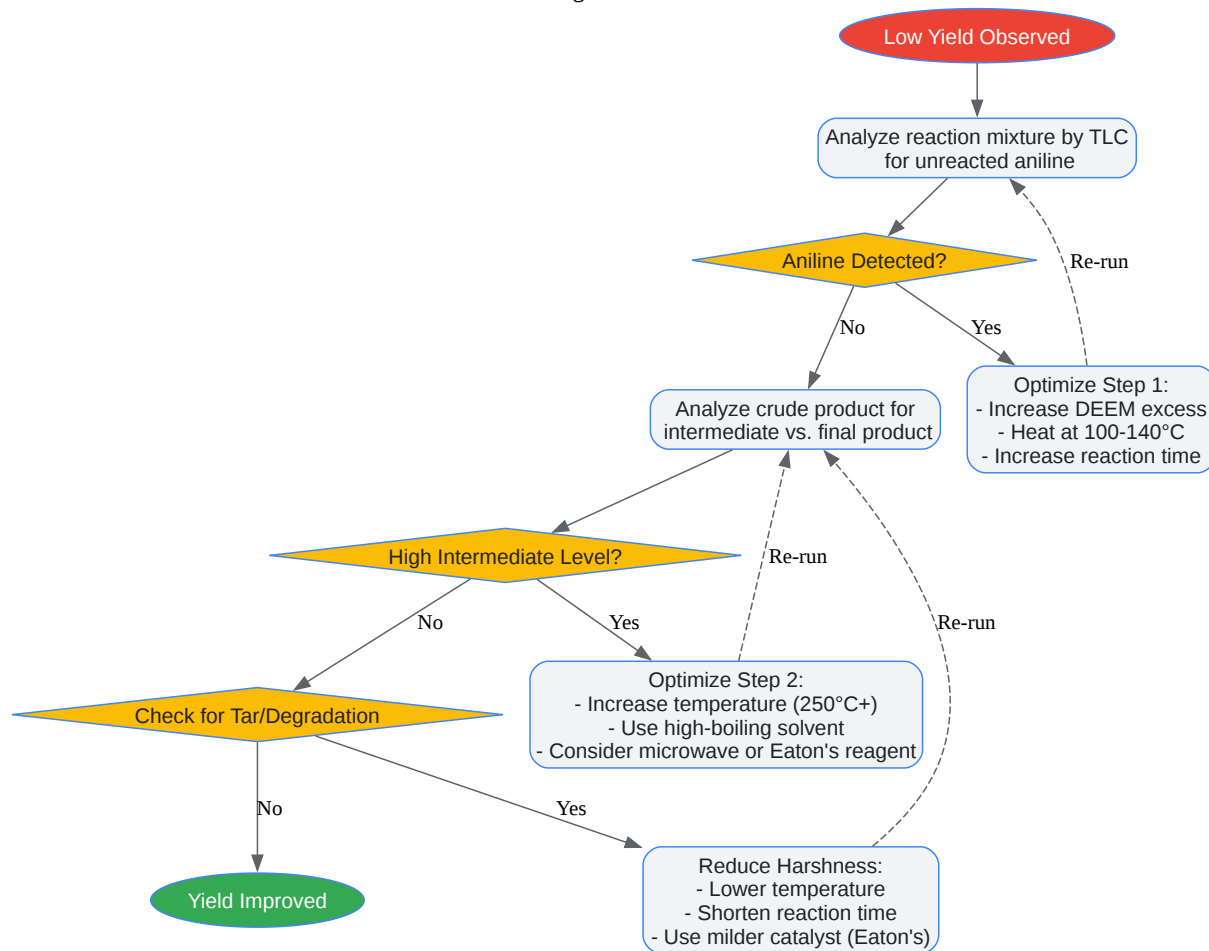 Low Yield Observed
Analyze reaction mixture by TLC
for unreacted aniline
Aniline Detected?
Re-run
No
Yes
Optimize Step 1:
- Increase DEEM excess
- Heat at 100-140°C
- Increase reaction time
Analyze crude product for
intermediate vs. final product
High Intermediate Level?
Re-run
No
Yes
Re-run
Optimize Step 2:
- Increase temperature (250°C+)
- Use high-boiling solvent
- Consider microwave or Eaton's reagent
Check for Tar/Degradation
No
Yes
Reduce Harshness:
- Lower temperature
- Shorten reaction time
- Use milder catalyst (Eaton's)
Yield Improved